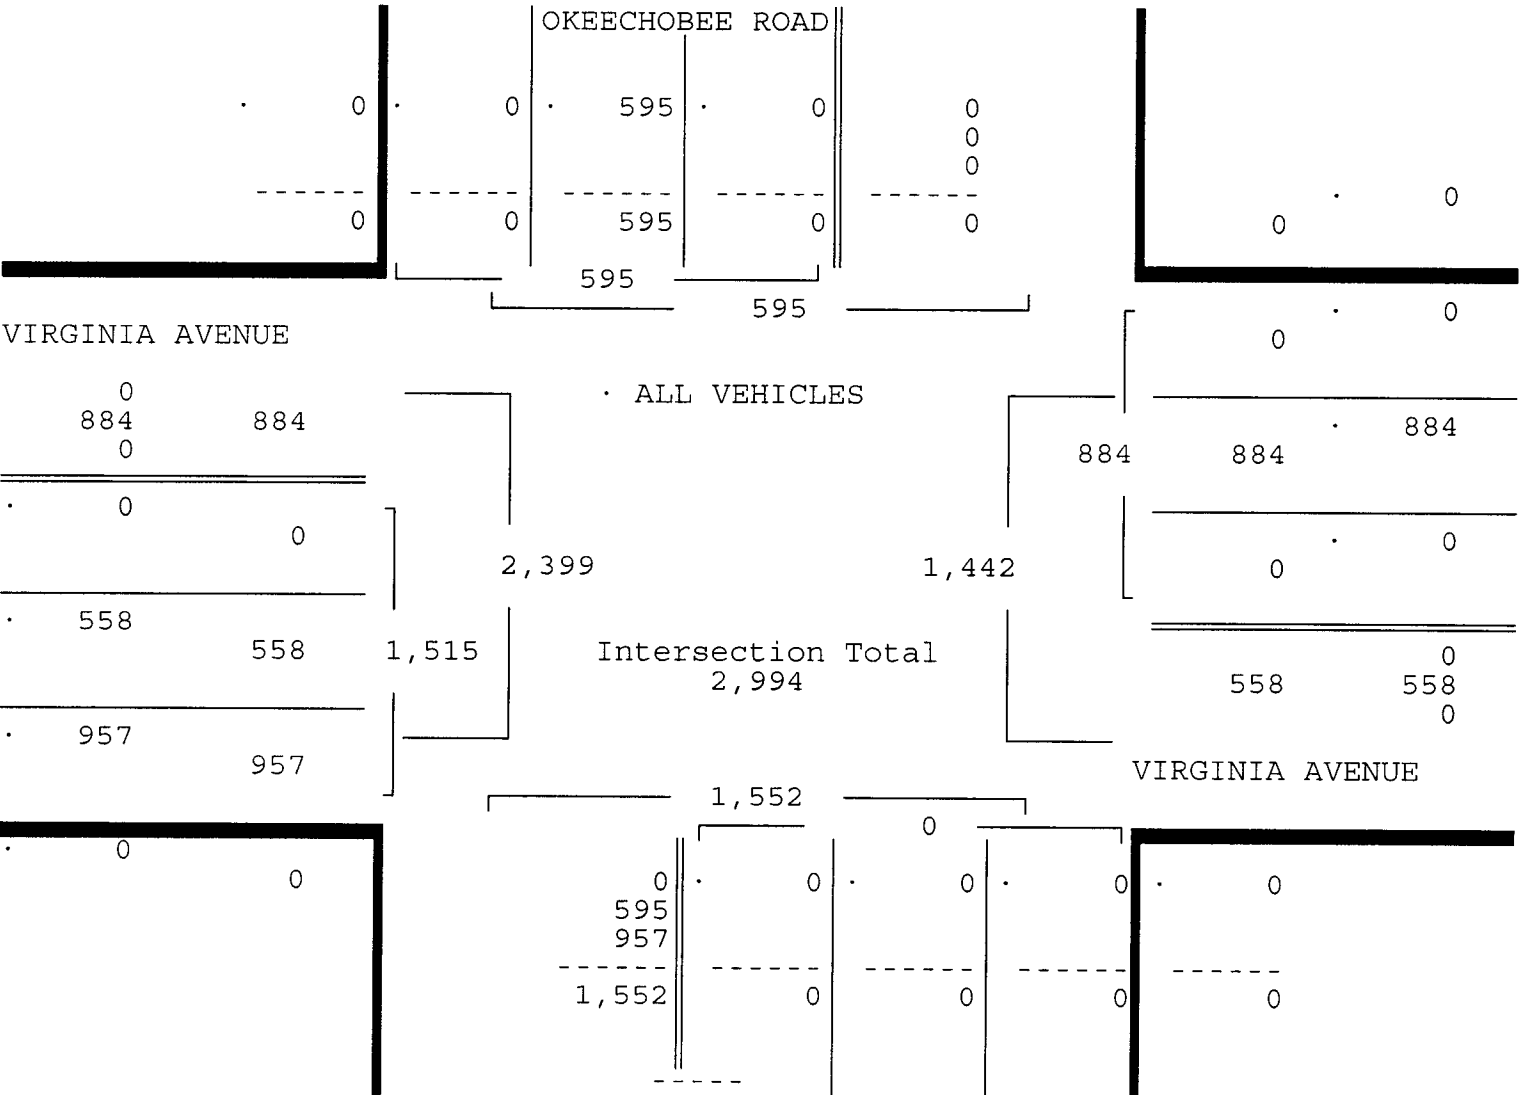 OKEECHOBEE ROAD
· 0 · 0 · 595 · 0 0
0
0
------ ------ ------ ------ ------
· 0
0 0 595 0 0
0
595
595
· 0
VIRGINIA AVENUE
0
0
· ALL VEHICLES
884 884
· 884
0
884 884
· 0
0
· 0
2,399 1,442
0
· 558
558 1,515 Intersection Total
0
2,994
558 558
0
· 957
957
VIRGINIA AVENUE
1,552
0
· 0
0
0 · 0 · 0 · 0 · 0
595
957
------ ------ ------ ------ ------
1,552 0 0 0 0
-----